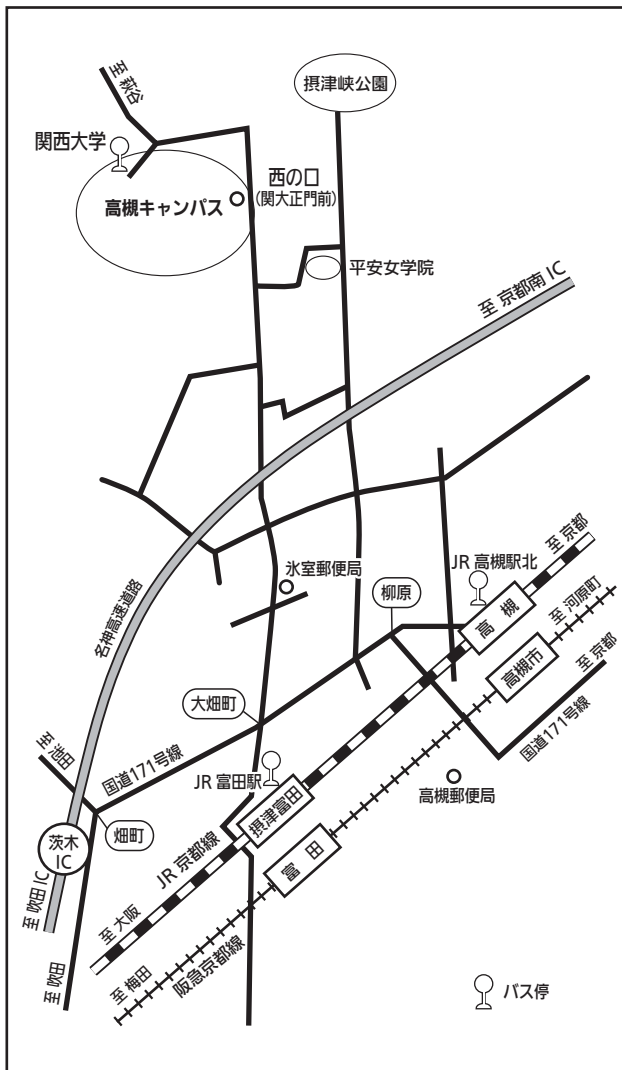 至 萩谷
摂津峡公園
関西大学
西の口
(関大正門前)
高槻キャンパス
平安女学院
至 京都南 IC
至 京都
JR 高槻駅北
氷室郵便局
柳原
高 槻
至 河原町
名神高速道路
高槻市
至 京都
大畑町
至 池田
国道171号線
国道171号線
JR 富田駅
高槻郵便局
摂津富田
畑町
茨木
IC
JR 京都線
富 田
至 吹田 IC
至 大阪
阪急京都線
至 吹田
至 梅田
バス停